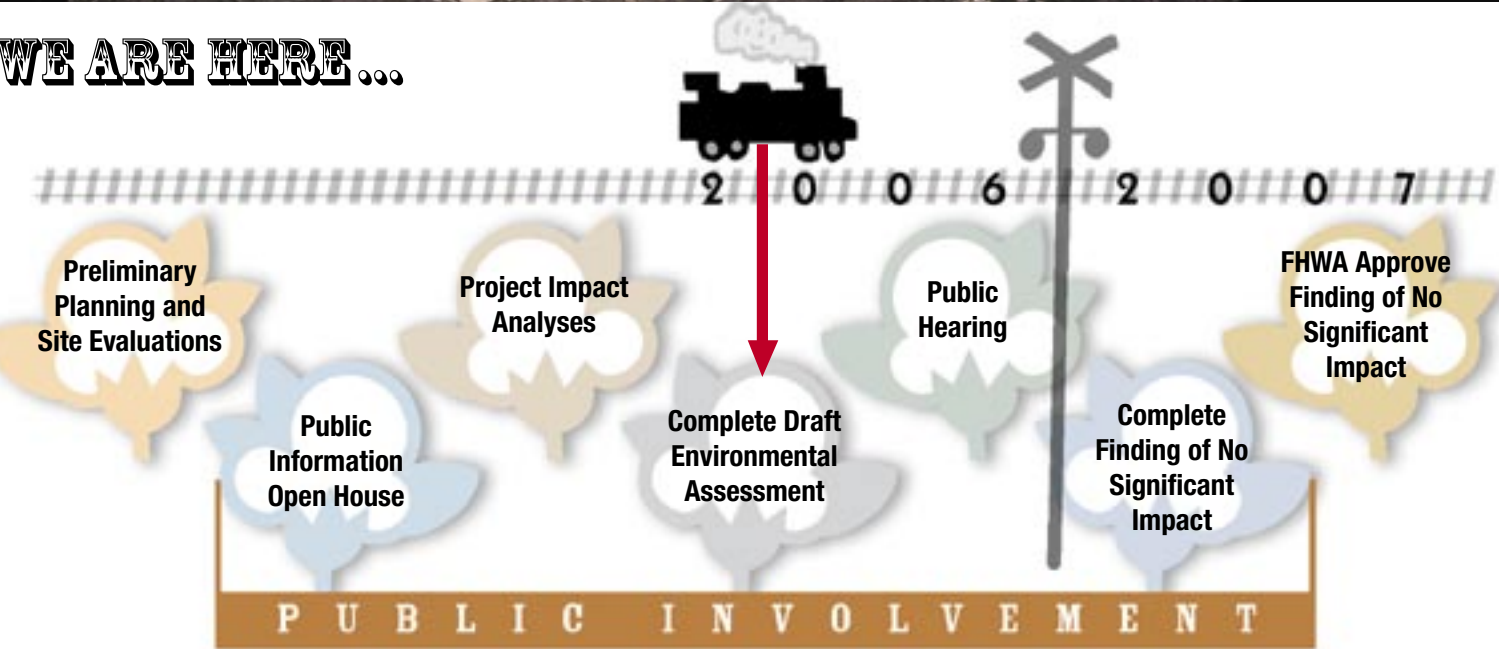 WE ARE HERE...
2 0 0 6 2 0 0 7
Preliminary
Planning and
Site Evaluations
Public
Information
Open House
Project Impact
Analyses
Complete Draft
Environmental
Assessment
Public
Hearing
Complete
Finding of No
Significant
Impact
FHWA Approve
Finding of No
Significant
Impact
PUBLIC INVOLVEMENT